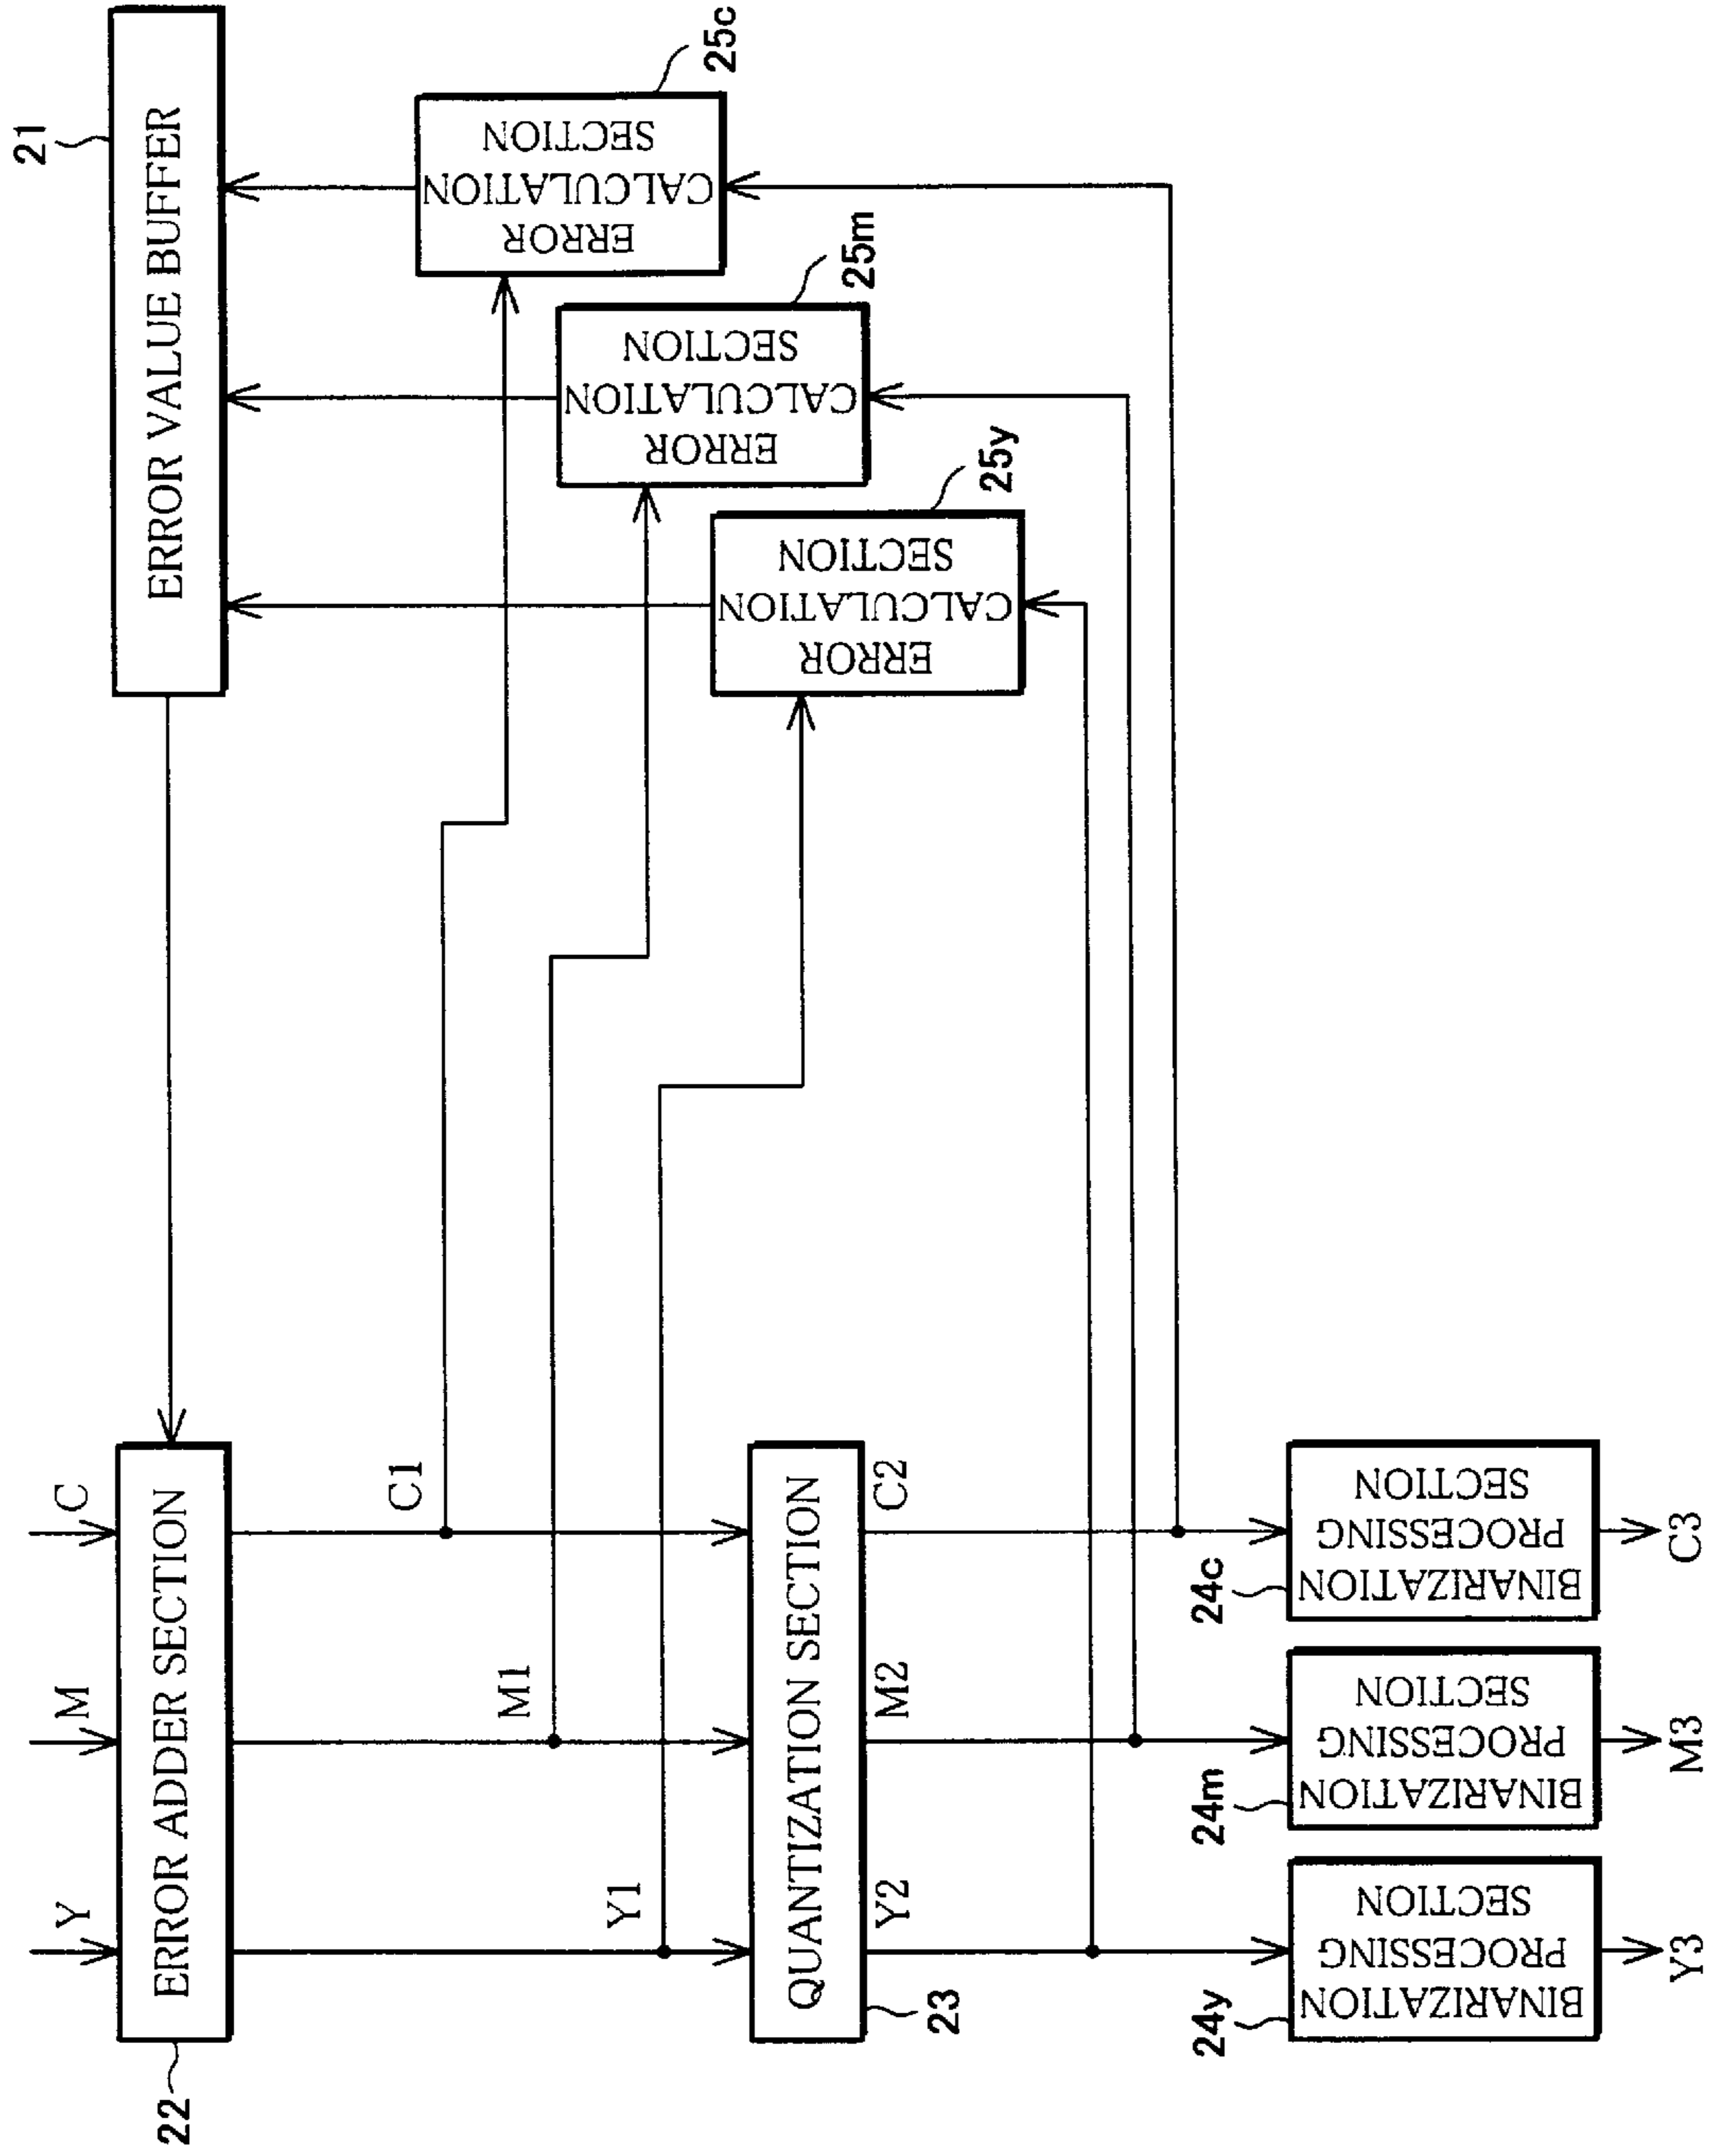 21
ERROR VALUE BUFFER
ERROR
CALCULATION
SECTION
25c
ERROR
CALCULATION
SECTION
25m
ERROR
CALCULATION
SECTION
25y
Y
M
C
ERROR ADDER SECTION
22
Y1
M1
C1
QUANTIZATION SECTION
23
Y2
M2
C2
24y
BINARIZATION
PROCESSING
SECTION
24m
BINARIZATION
PROCESSING
SECTION
24c
BINARIZATION
PROCESSING
SECTION
Y3
M3
C3